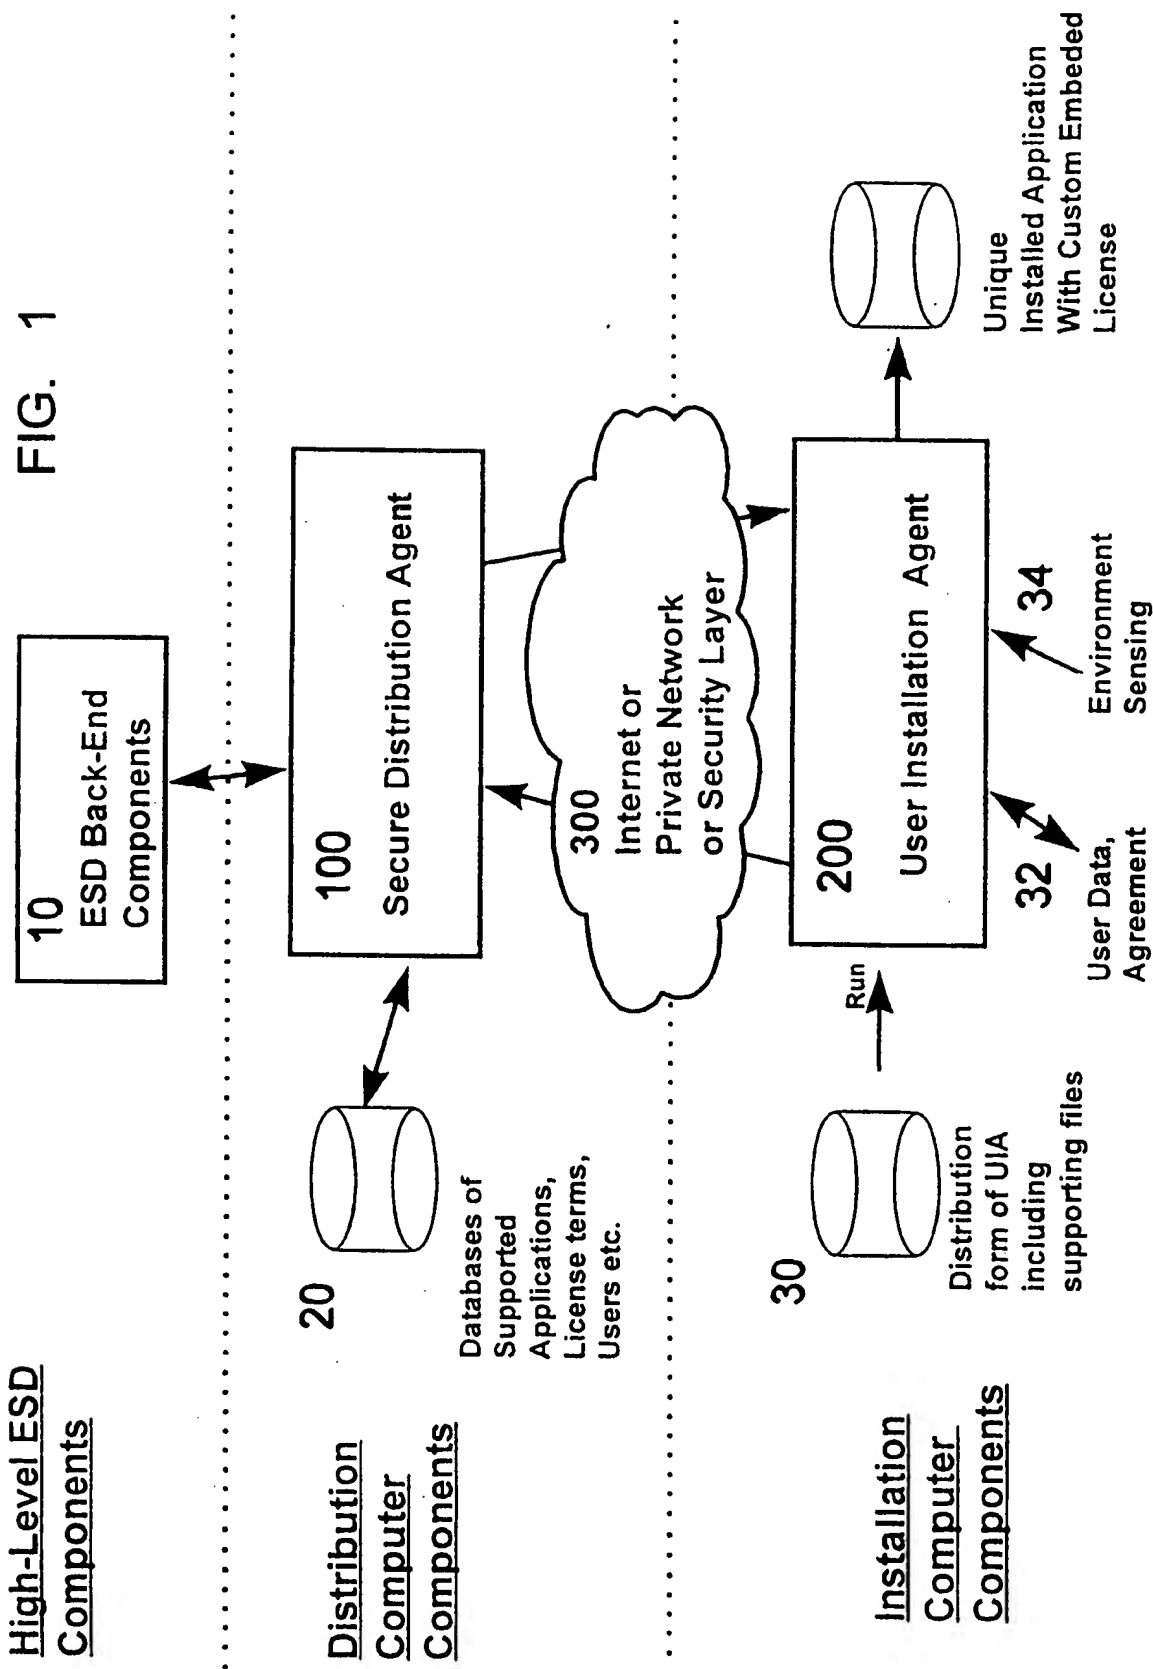 FIG. 1
High-Level ESD
Components
10
ESD Back-End
Components
Distribution
Computer
Components
20
Databases of
Supported
Applications,
License terms,
Users etc.
100
Secure Distribution Agent
300
Internet or
Private Network
or Security Layer
Installation
Computer
Components
30
Distribution
form of UIA
including
supporting files
Run
200
User Installation Agent
32
User Data,
Agreement
34
Environment
Sensing
Unique
Installed Application
With Custom Embeded
License